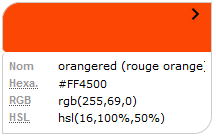 Nom orangered (rouge orange)
Hexa. #FF4500
RGB rgb(255,69,0)
HSL hsl(16,100%,50%)